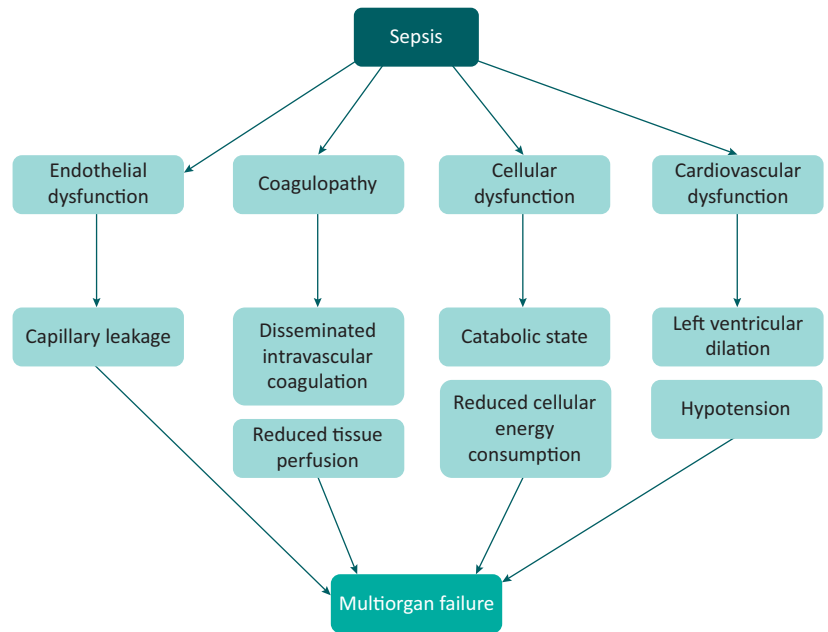 Sepsis
Endothelial
dysfunction
Coagulopathy
Cellular
dysfunction
Cardiovascular
dysfunction
Capillary leakage
Disseminated
intravascular
coagulation
Catabolic state
Left ventricular
dilation
Reduced tissue
perfusion
Reduced cellular
energy
consumption
Hypotension
Multiorgan failure